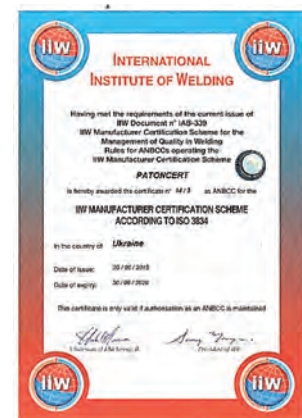 iiw
iiw
INTERNATIONAL
INSTITUTE OF WELDING
Having met the requirements of the current issue of
IIW Document n° IAB-339
IIW Manufacturer Certification Scheme for the
Management of Quality in Welding
Rules for ANBCCs operating the
IIW Manufacturer Certification Scheme
PATONCERT
is hereby awarded the certificate n° as ANBCC for the
IIW MANUFACTURER CERTIFICATION SCHEME
ACCORDING TO ISO 3834
in the country of Ukraine
Date of issue:
Date of expiry:
This certificate is only valid if authorisation as an ANBCC is maintained
President of IIW
iiw
iiw